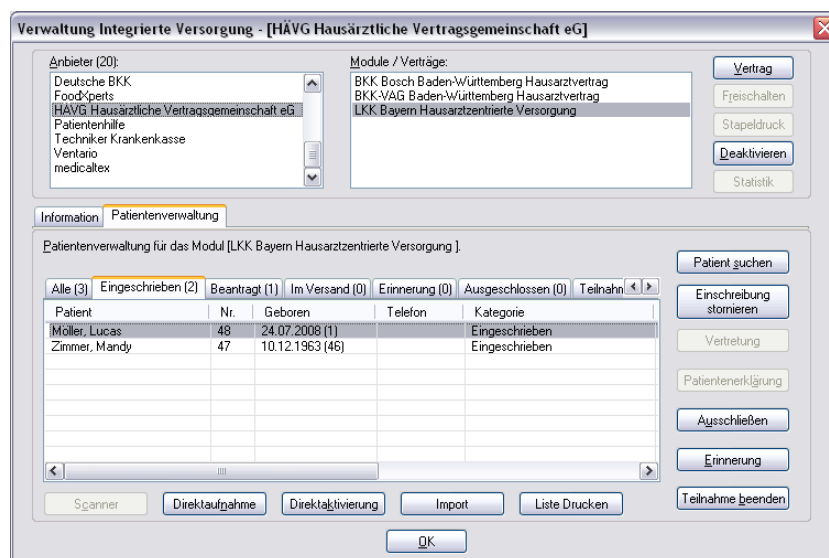 Verwaltung Integrierte Versorgung - [HÄVG Hausärztliche Vertragsgemeinschaft eG]
Anbieter (20):
Deutsche BKK
FoodXperts
HÄVG Hausärztliche Vertragsgemeinschaft eG
Patientenhilfe
Techniker Krankenkasse
Ventario
medicaltex
Module / Verträge:
BKK Bosch Baden-Württemberg Hausarztvertrag
BKK-VAG Baden-Württemberg Hausarztvertrag
LKK Bayern Hausarztzentrierte Versorgung
Vertrag
Freischalten
Stapeldruck
Deaktivieren
Statistik
Information Patientenverwaltung
Patientenverwaltung für das Modul [LKK Bayern Hausarztzentrierte Versorgung ].
Alle (3) Eingeschrieben (2) Beantragt (1) Im Versand (0) Erinnerung (0) Ausgeschlossen (0) Teilnahm
Patient Nr. Geboren Telefon Kategorie
Möller, Lucas 48 24.07.2008 (1) Eingeschrieben
Zimmer, Mandy 47 10.12.1963 (46) Eingeschrieben
Patient suchen
Einschreibung
stornieren
Vertretung
Patientenerklärung
Ausschließen
Erinnerung
Teilnahme beenden
Scanner Direktaufnahme Direktaktivierung Import Liste Drucken
OK